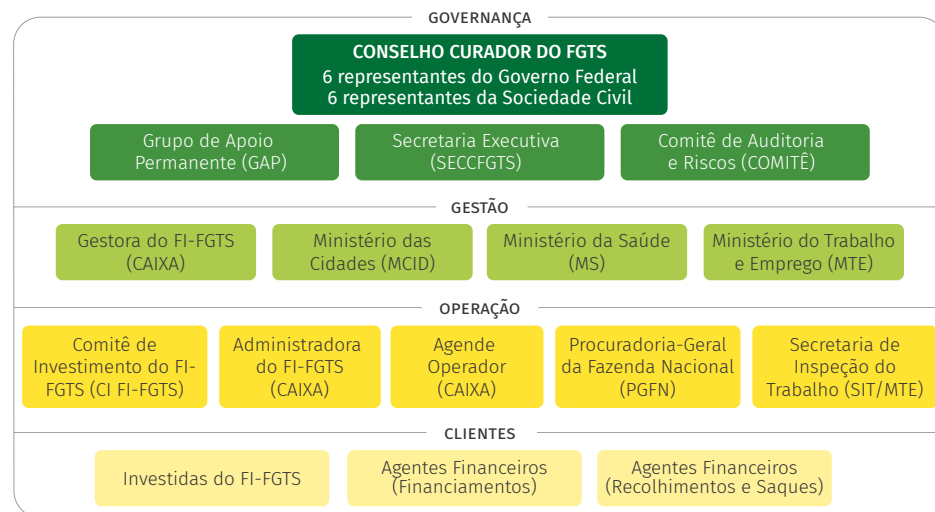 GOVERNANÇA
CONSELHO CURADOR DO FGTS
6 representantes do Governo Federal
6 representantes da Sociedade Civil
Grupo de Apoio
Permanente (GAP)
Secretaria Executiva
(SECCFGTS)
Comitê de Auditoria
e Riscos (COMITÊ)
GESTÃO
Gestora do FI-FGTS
(CAIXA)
Ministério das
Cidades (MCID)
Ministério da Saúde
(MS)
Ministério do Trabalho
e Emprego (MTE)
OPERAÇÃO
Comitê de
Investimento do FI-
FGTS (CI FI-FGTS)
Administradora
do FI-FGTS
(CAIXA)
Agende
Operador
(CAIXA)
Procuradoria-Geral
da Fazenda Nacional
(PGFN)
Secretaria de
Inspeção do
Trabalho (SIT/MTE)
CLIENTES
Investidas do FI-FGTS
Agentes Financeiros
(Financiamentos)
Agentes Financeiros
(Recolhimentos e Saques)